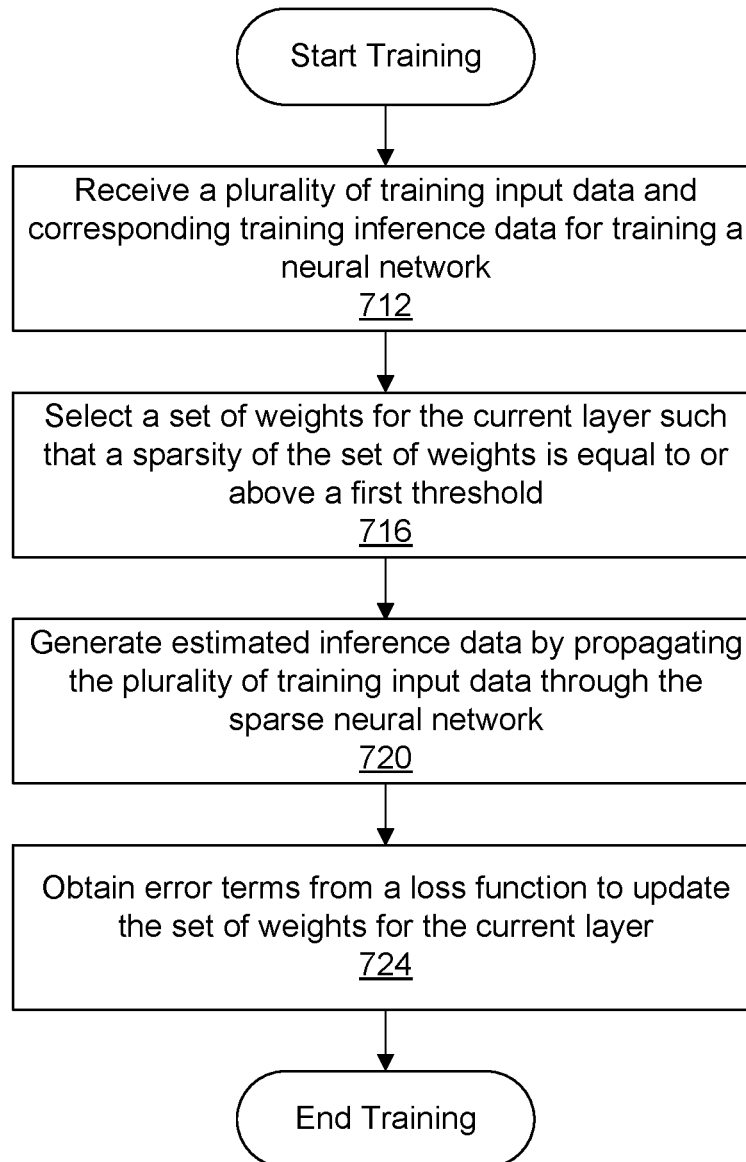 Start Training
Receive a plurality of training input data and
corresponding training inference data for training a
neural network
712
Select a set of weights for the current layer such
that a sparsity of the set of weights is equal to or
above a first threshold
716
Generate estimated inference data by propagating
the plurality of training input data through the
sparse neural network
720
Obtain error terms from a loss function to update
the set of weights for the current layer
724
End Training